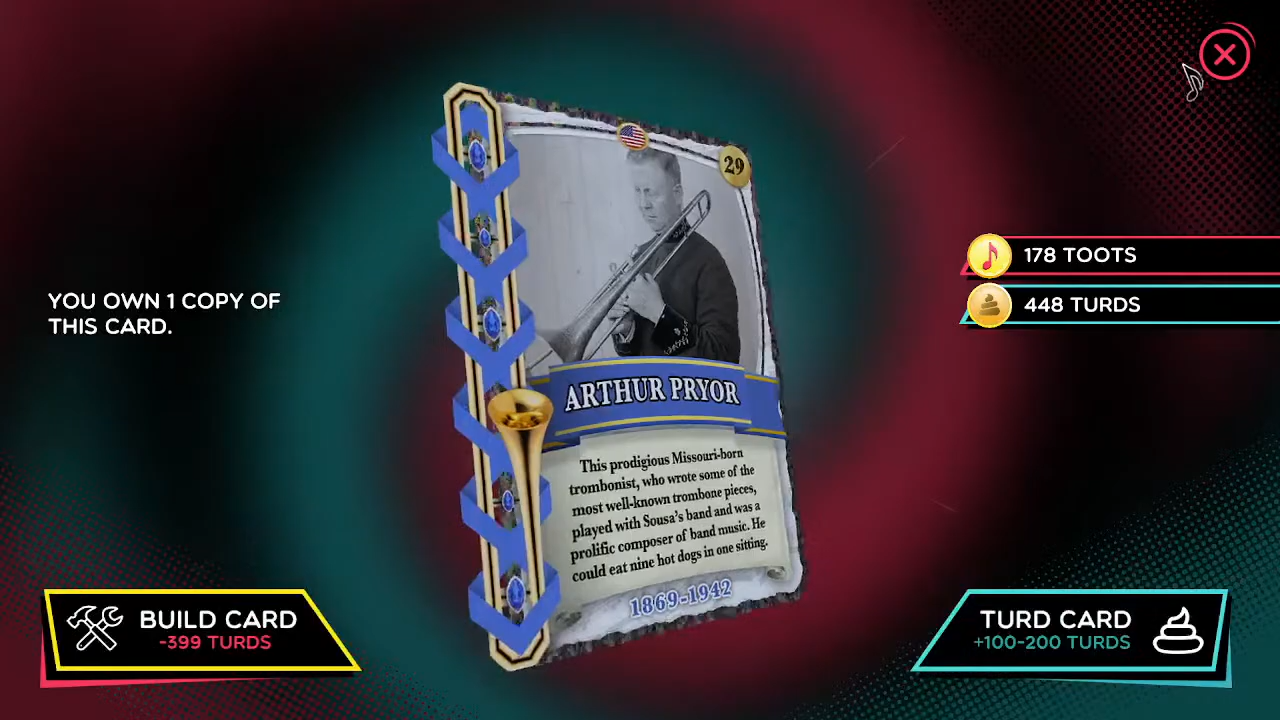 29
178 TOOTS
448 TURDS
YOU OWN 1 COPY OF
THIS CARD.
ARTHUR PRYOR
This prodigious Missouri-born
trombonist, who wrote some of the
most well-known trombone pieces,
played with Sousa's band and was a
prolific composer of band music. He
could eat nine hot dogs in one sitting.
1869-1942
BUILD CARD
-399 TURDS
TURD CARD
+100-200 TURDS